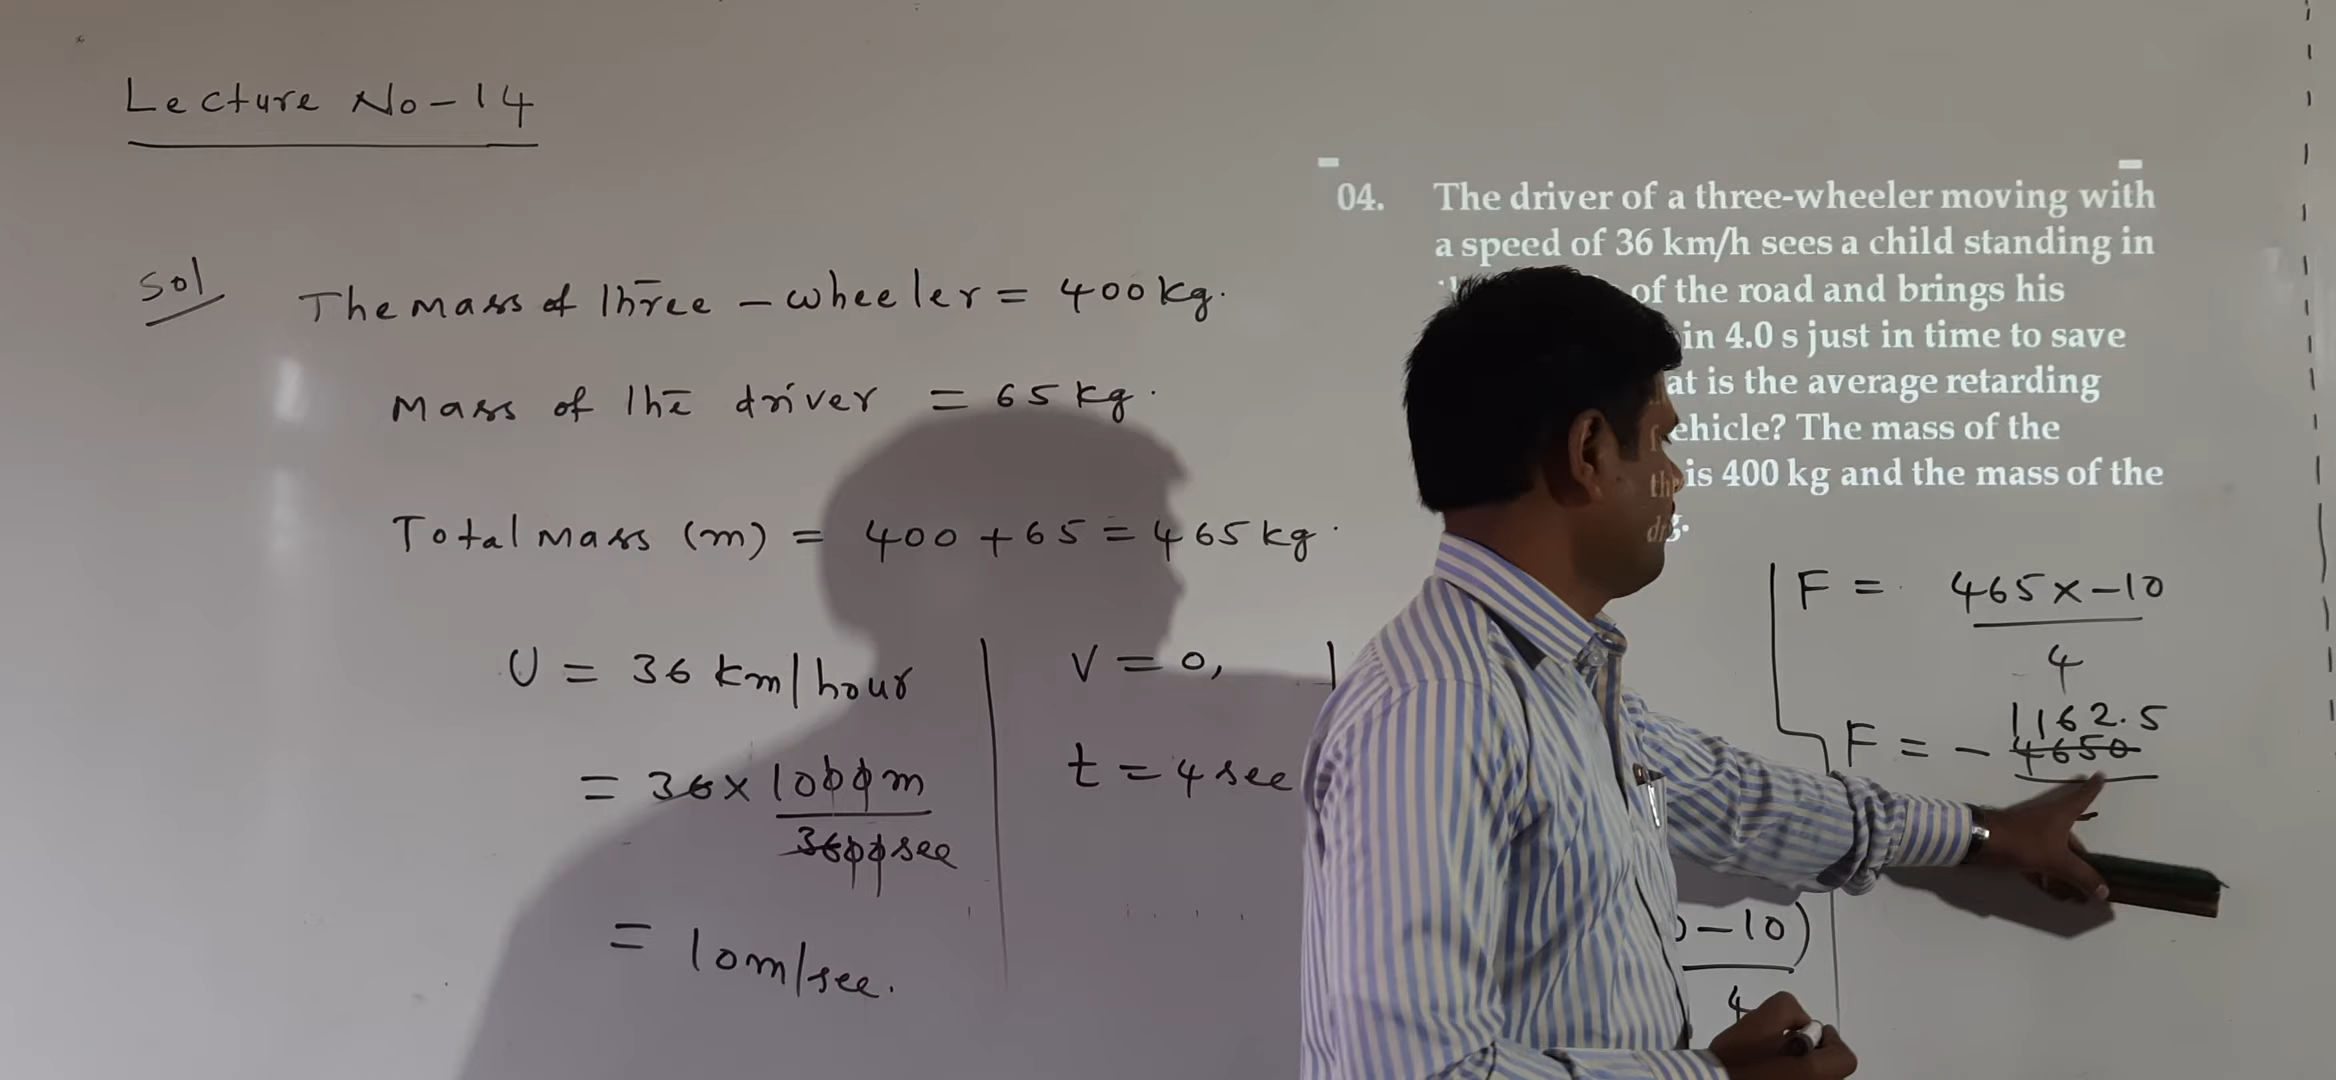 Lecture No-14
04. The driver of a three-wheeler moving with
a speed of 36 km/h sees a child standing in
of the road and brings his
in 4.0 s just in time to save
at is the average retarding
ehicle? The mass of the
is 400 kg and the mass of the
Sol The mass of three - wheeler = 400 kg.
Mass of the driver = 65 kg.
Total Mass (m) = 400 + 65 = 465 kg.
U = 36 km/hour
= 36 x 1000m
3600 sec
= 10m/sec.
V = 0,
t = 4 sec
-10)
4
F = 465 x -10
4
1162.5
F = - 4650